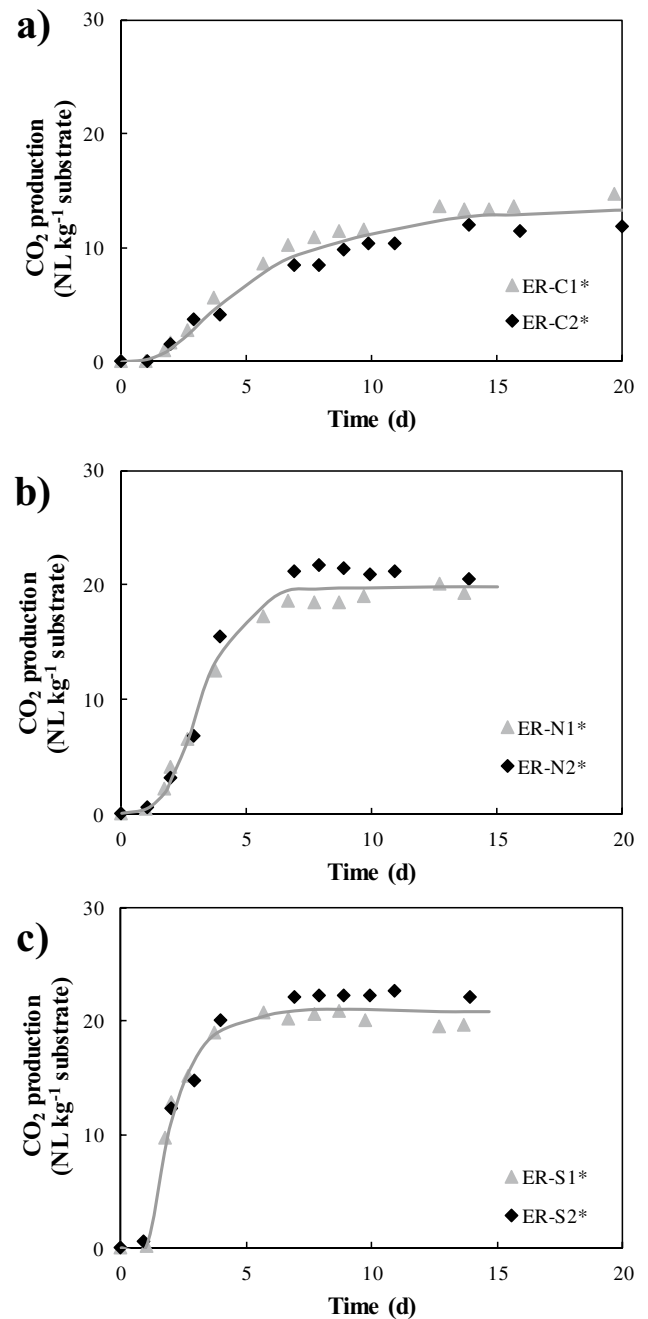 a)
30
20
10
0
CO₂ production
(NL kg⁻¹ substrate)
ER-C1*
ER-C2*
0 5 10 15 20
Time (d)
b)
30
20
10
0
CO₂ production
(NL kg⁻¹ substrate)
ER-N1*
ER-N2*
0 5 10 15 20
Time (d)
c)
30
20
10
0
CO₂ production
(NL kg⁻¹ substrate)
ER-S1*
ER-S2*
0 5 10 15 20
Time (d)